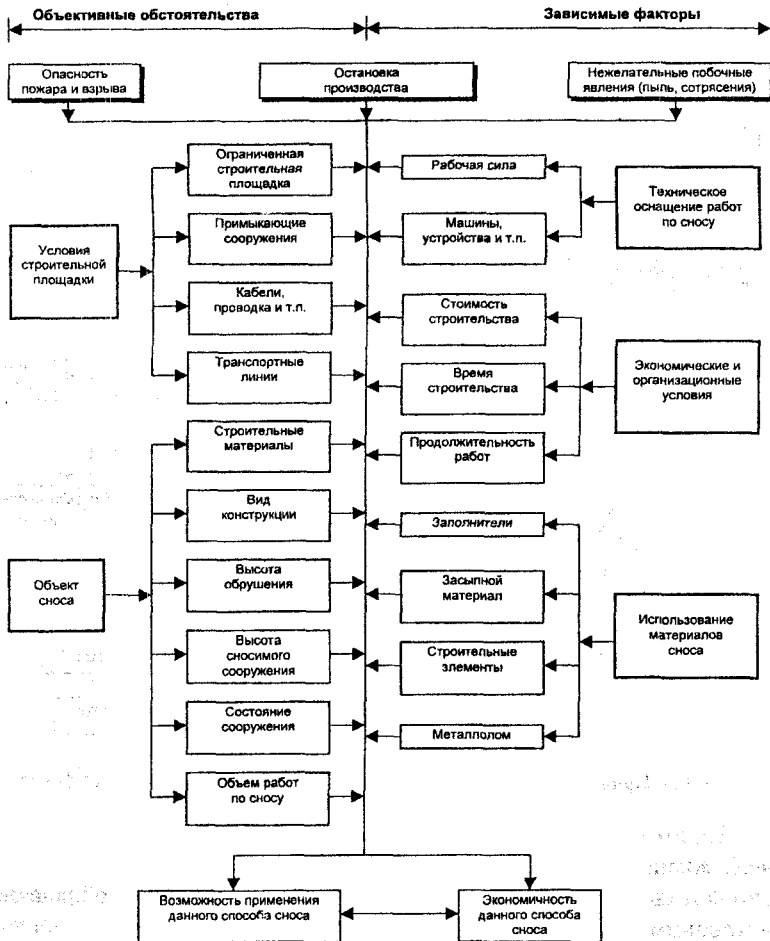 Объективные обстоятельства
Зависимые факторы
Опасность
пожара и взрыва
Остановка
производства
Нежелательные побочные
явления (пыль, сотрясения)
Условия
строительной
площадки
Ограниченная
строительная
площадка
Примыкающие
сооружения
Кабели,
проводка и т.п.
Транспортные
линии
Рабочая сила
Машины,
устройства и т.п.
Техническое
оснащение работ
по сносу
Стоимость
строительства
Время
строительства
Продолжительность
работ
Экономические и
организационные
условия
Объект
сноса
Строительные
материалы
Вид
конструкции
Высота
обрушения
Высота
сносимого
сооружения
Состояние
сооружения
Объем работ
по сносу
Заполнители
Засыпной
материал
Строительные
элементы
Металлолом
Использование
материалов
сноса
Возможность применения
данного способа сноса
Экономичность
данного способа
сноса